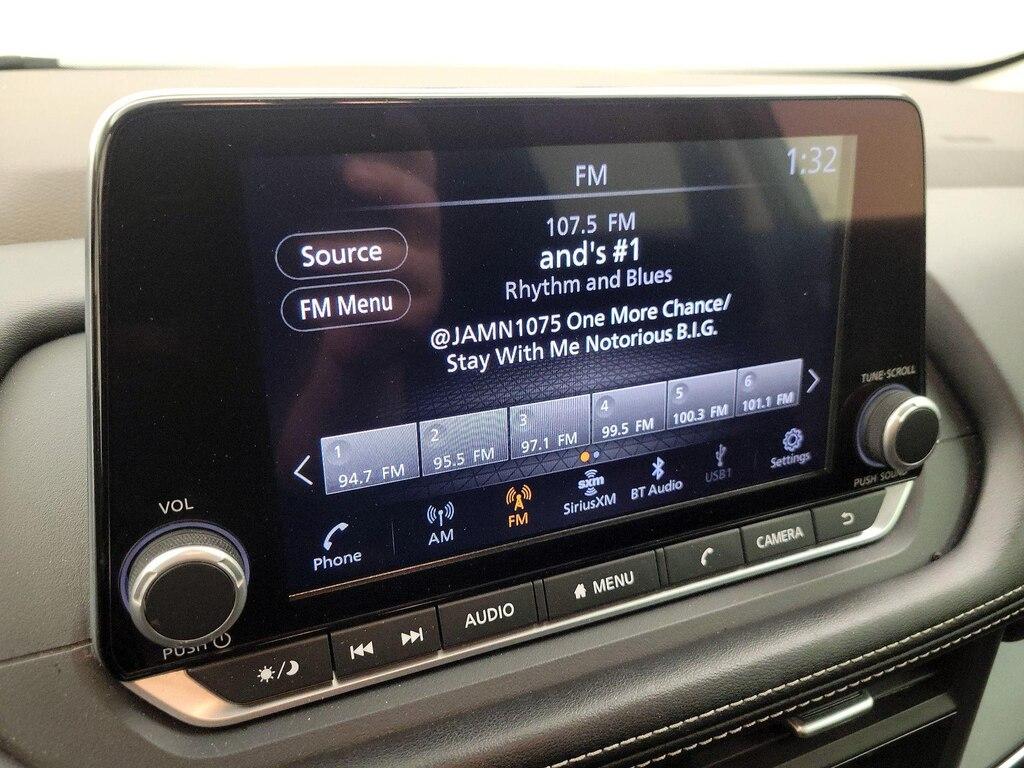 FM
1:32
107.5 FM
Source
and's #1
Rhythm and Blues
FM Menu
@JAMN1075 One More Chance/
Stay With Me Notorious B.I.G.
1
94.7 FM
2
95.5 FM
3
97.1 FM
4
99.5 FM
5
100.3 FM
6
101.1 FM
Phone
AM
FM
sxm
SiriusXM
BT Audio
USB1
Settings
TUNE·SCROLL
PUSH
VOL
PUSH
AUDIO
MENU
CAMERA